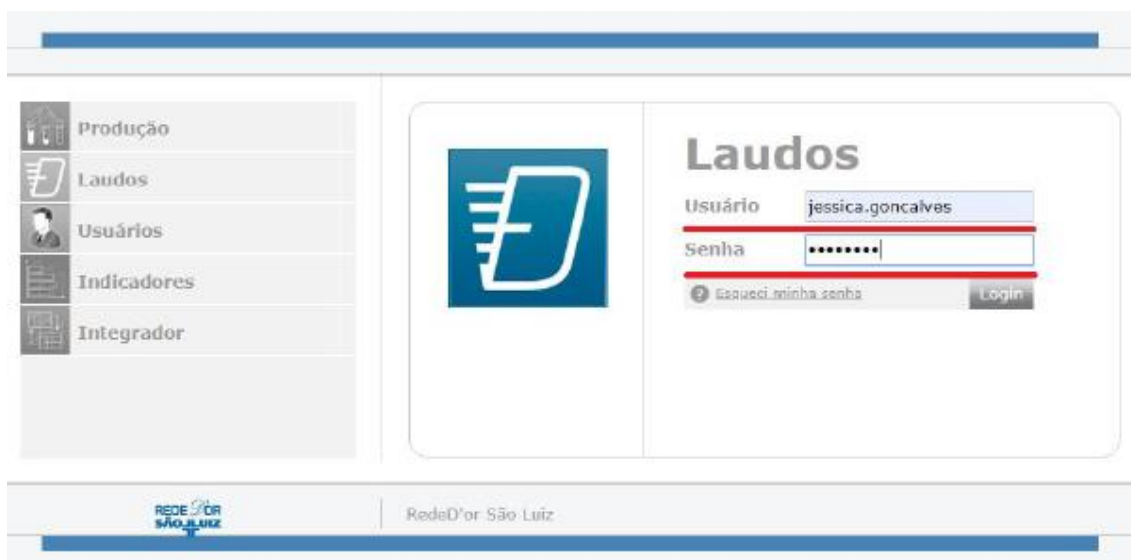 Produção
Laudos
Usuários
Indicadores
Integrador
Laudos
Usuário jessica.goncalves
Senha ••••••••
? Esqueci minha senha Login
REDE D'OR
SÃO LUIZ
RedeD'or São Luiz